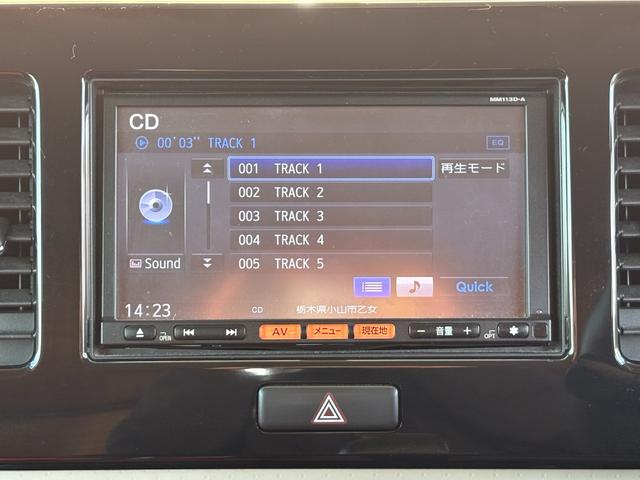 MM113D-A
CD
00'03" TRACK 1 EQ
001 TRACK 1 再生モード
002 TRACK 2
003 TRACK 3
004 TRACK 4
Sound 005 TRACK 5
Quick
14:23 CD 栃木県小山市乙女
OPEN AV メニュー 現在地 − 音量 + OPT